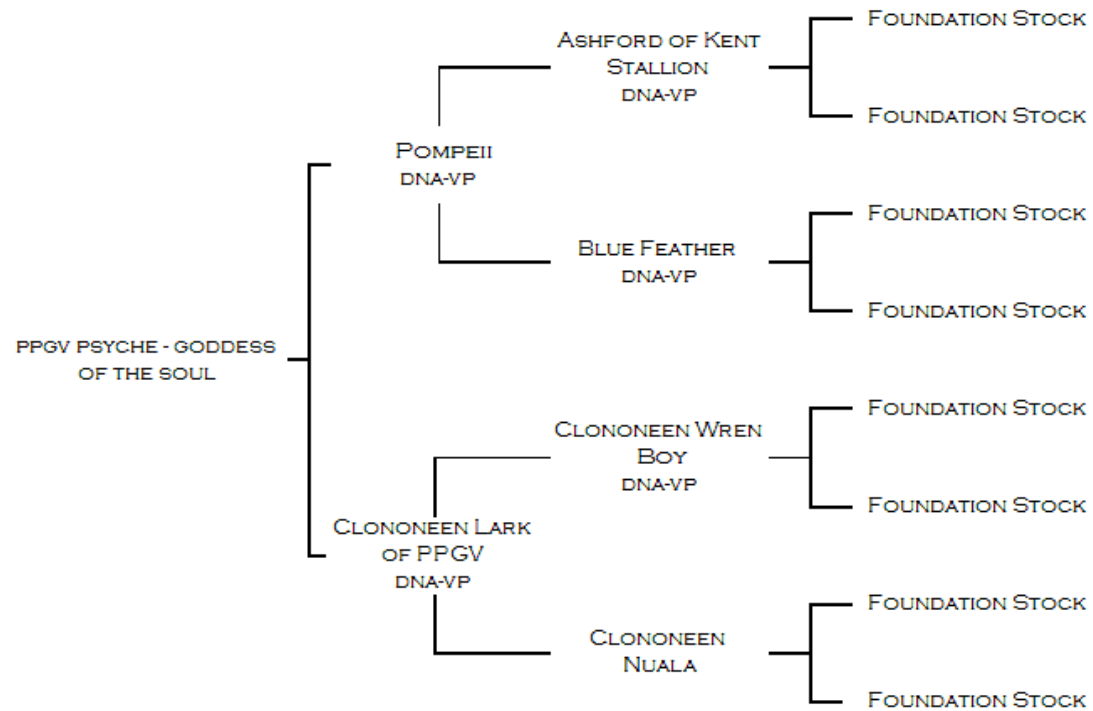 Foundation Stock
Ashford of Kent
Stallion
DNA-VP
Foundation Stock
Pompeii
DNA-VP
Foundation Stock
Blue Feather
DNA-VP
Foundation Stock
PPGV Psyche - Goddess
of the Soul
Foundation Stock
Clononeen Wren
Boy
DNA-VP
Foundation Stock
Clononeen Lark
of PPGV
DNA-VP
Foundation Stock
Clononeen
Nuala
Foundation Stock